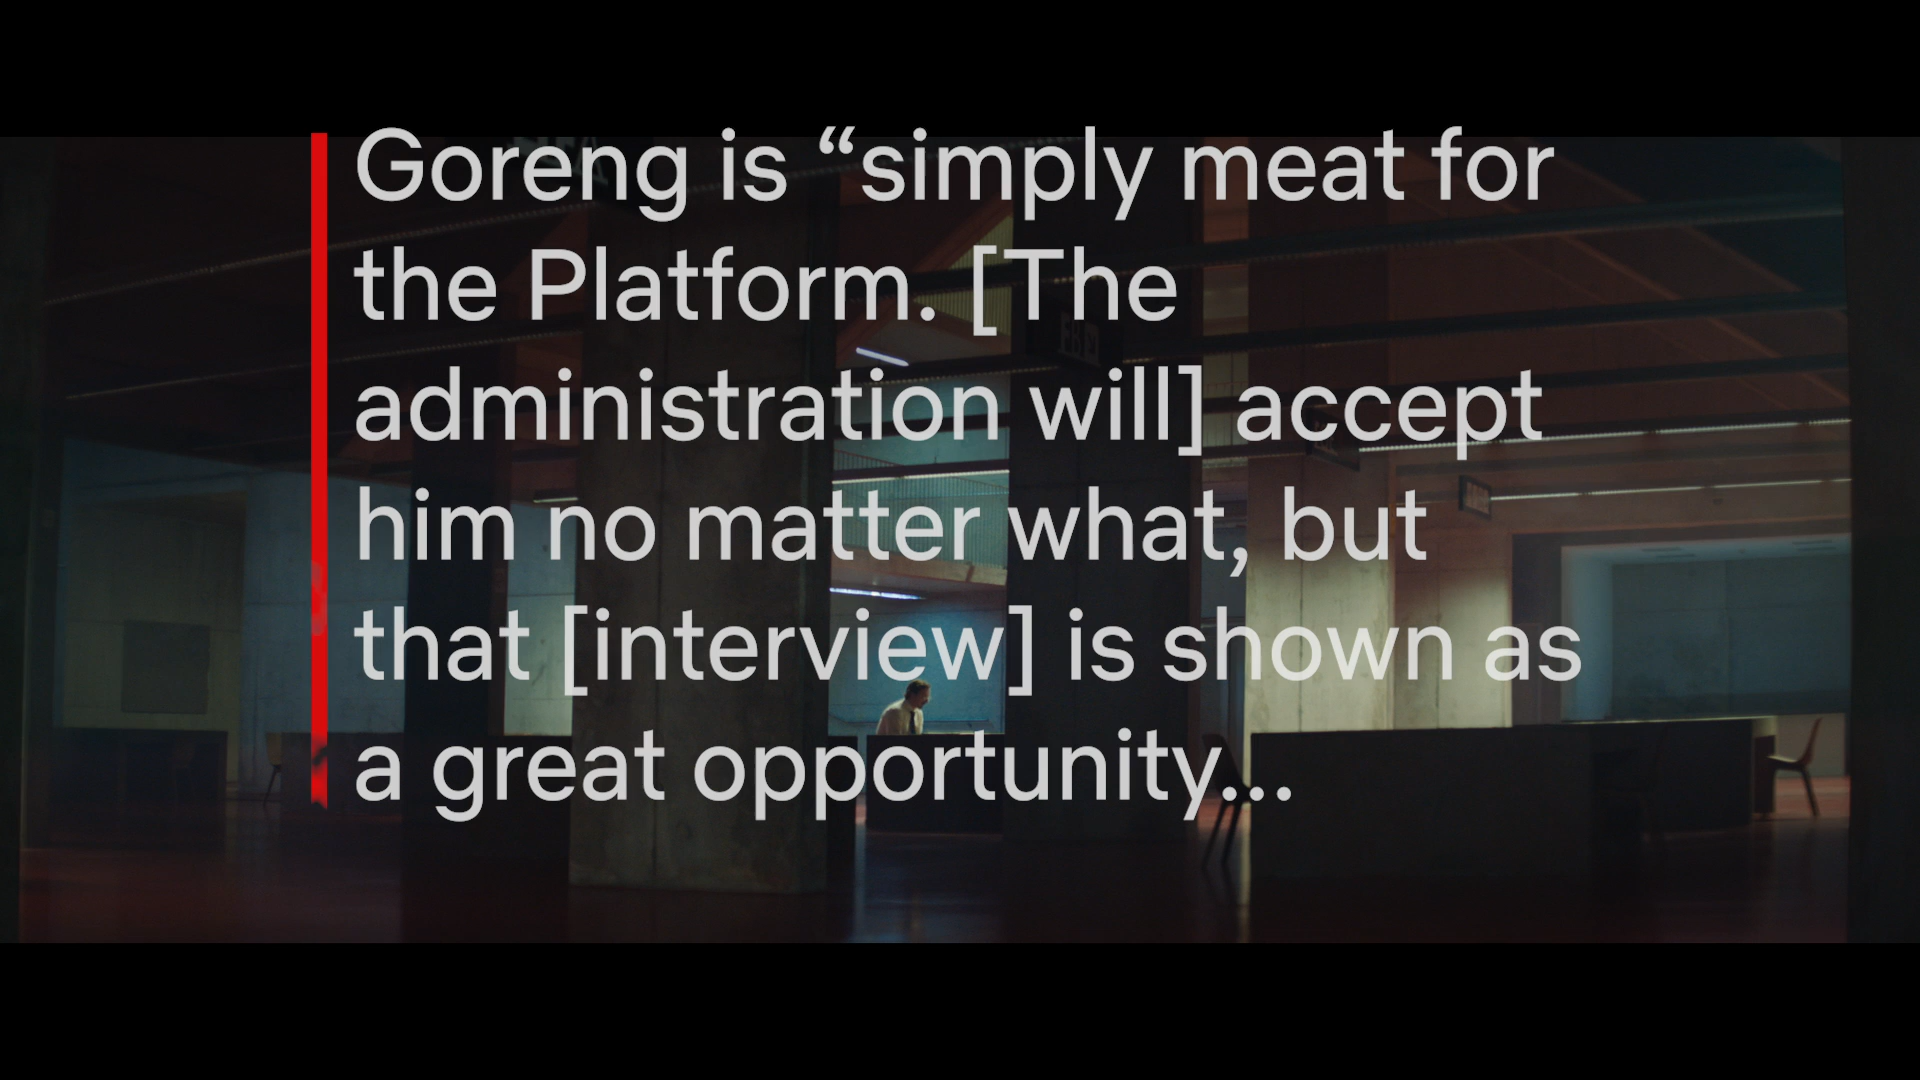 Goreng is “simply meat for
the Platform. [The
administration will] accept
him no matter what, but
that [interview] is shown as
a great opportunity...